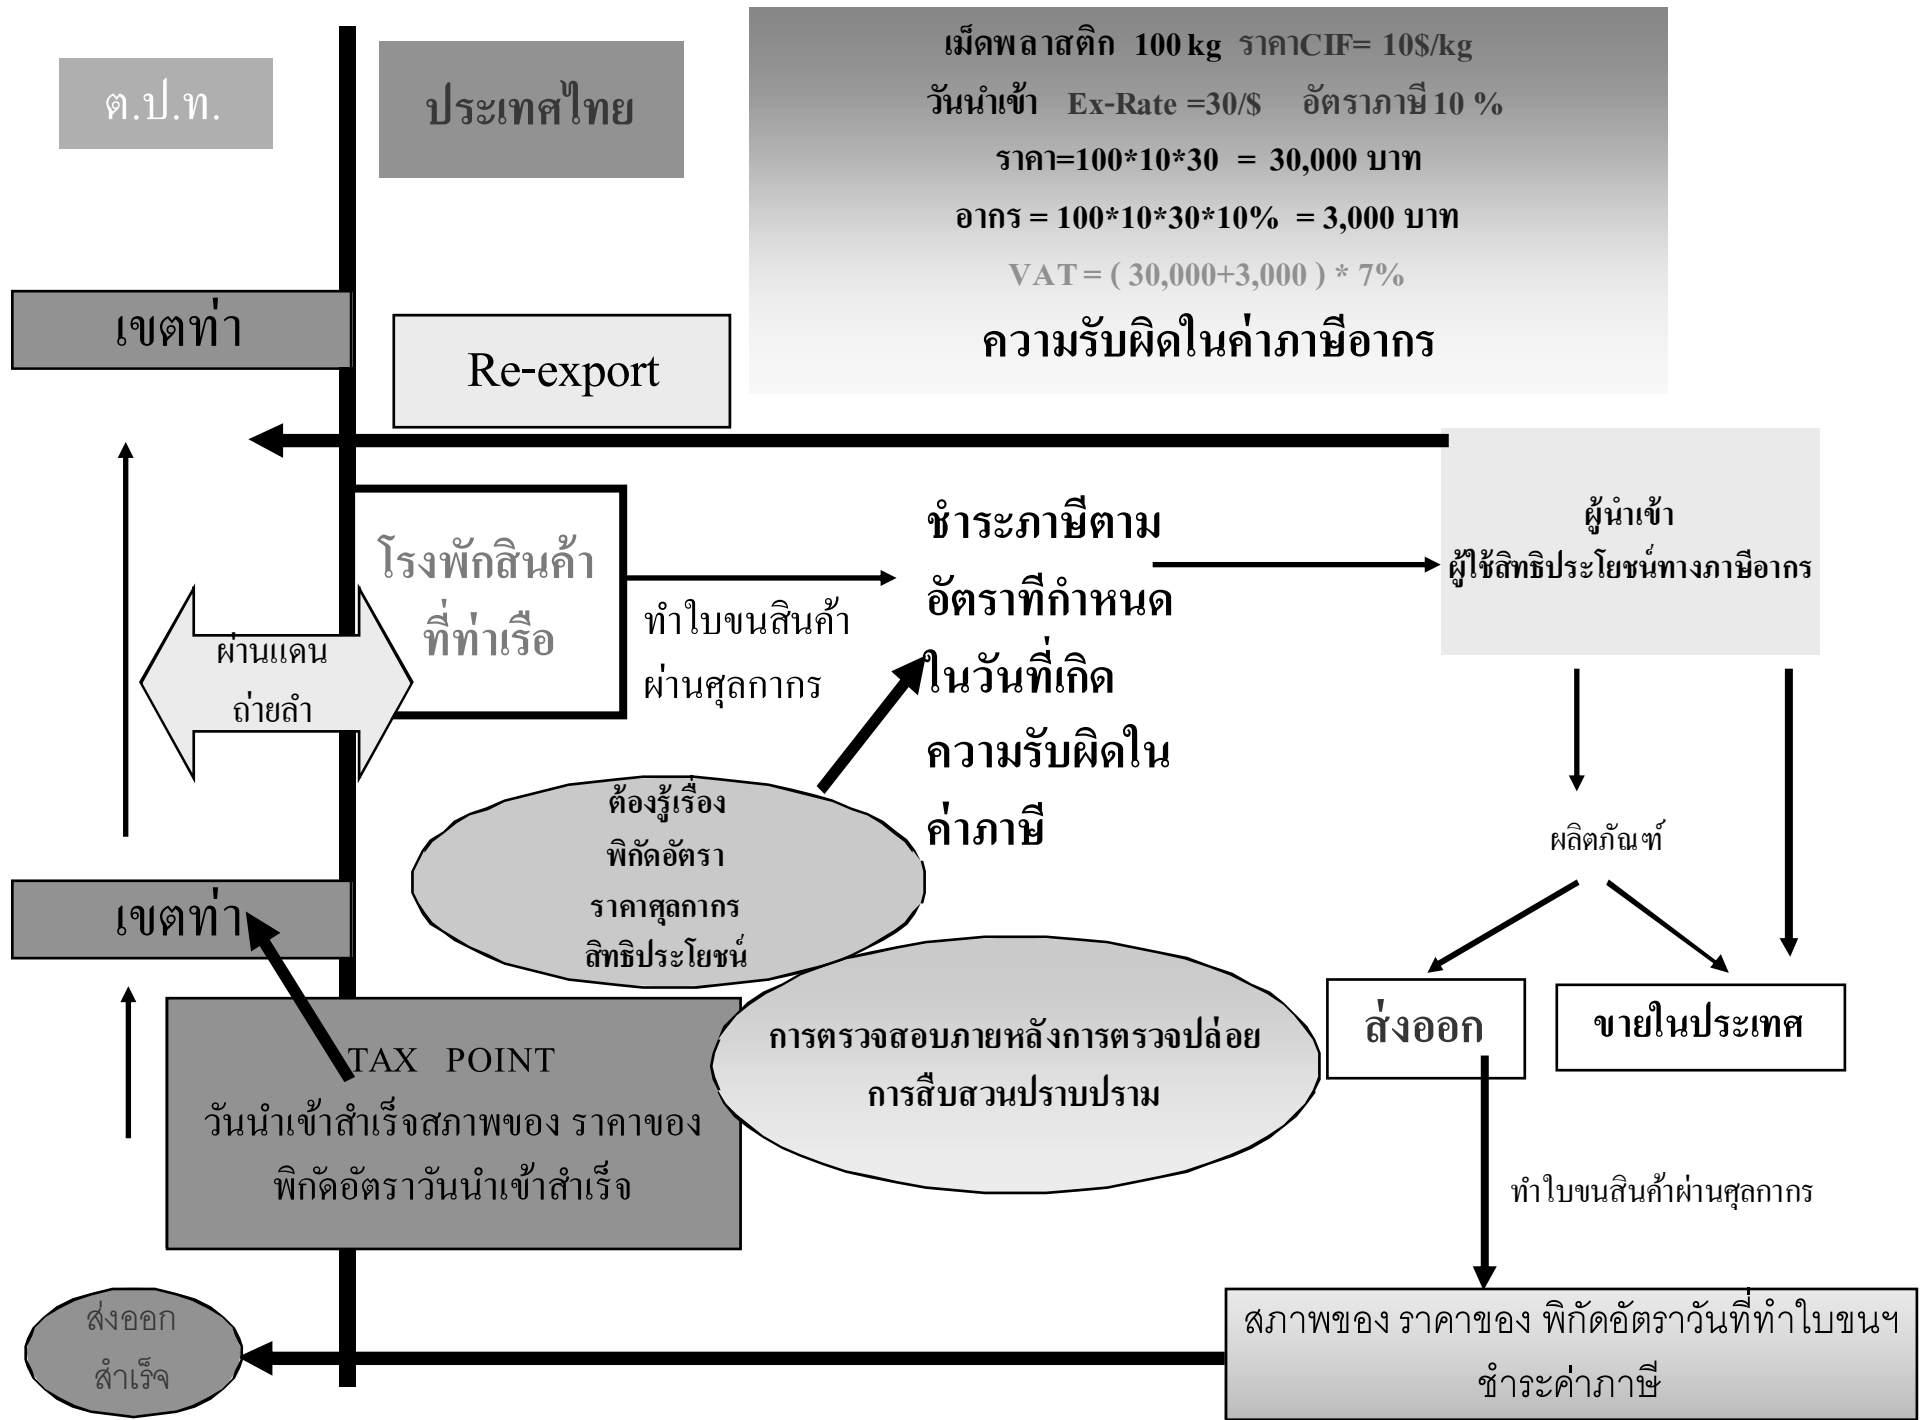 ต.ป.ท.
ประเทศไทย
เม็ดพลาสติก 100 kg ราคาCIF= 10$/kg
วันนำเข้า Ex-Rate =30/$ อัตราภาษี 10 %
ราคา=100*10*30 = 30,000 บาท
อากร = 100*10*30*10% = 3,000 บาท
VAT = ( 30,000+3,000 ) * 7%
ความรับผิดในค่าภาษีอากร
เขตท่า
Re-export
โรงพักสินค้า
ที่ท่าเรือ
ทำใบขนสินค้า
ผ่านศุลกากร
ชำระภาษีตาม
อัตราที่กำหนด
ในวันที่เกิด
ความรับผิดใน
ค่าภาษี
ผู้นำเข้า
ผู้ใช้สิทธิประโยชน์ทางภาษีอากร
ผ่านแดน
ถ่ายลำ
ต้องรู้เรื่อง
พิกัดอัตรา
ราคาศุลกากร
สิทธิประโยชน์
ผลิตภัณฑ์
เขตท่า
การตรวจสอบภายหลังการตรวจปล่อย
การสืบสวนปราบปราม
ส่งออก
ขายในประเทศ
TAX POINT
วันนำเข้าสำเร็จสภาพของ ราคาของ
พิกัดอัตราวันนำเข้าสำเร็จ
ทำใบขนสินค้าผ่านศุลกากร
ส่งออก
สำเร็จ
สภาพของ ราคาของ พิกัดอัตราวันที่ทำใบขนฯ
ชำระค่าภาษี